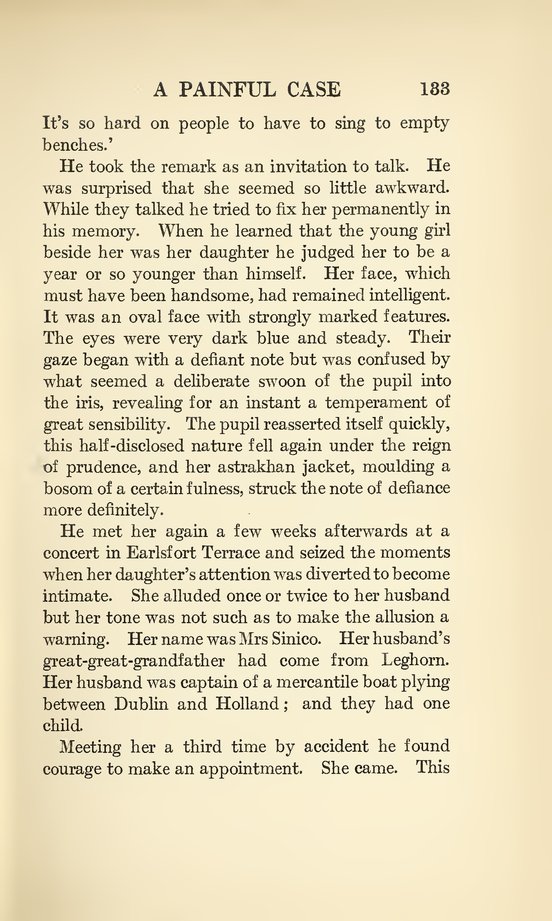 A PAINFUL CASE 133
It's so hard on people to have to sing to empty
benches.'
He took the remark as an invitation to talk. He
was surprised that she seemed so little awkward.
While they talked he tried to fix her permanently in
his memory. When he learned that the young girl
beside her was her daughter he judged her to be a
year or so younger than himself. Her face, which
must have been handsome, had remained intelligent.
It was an oval face with strongly marked features.
The eyes were very dark blue and steady. Their
gaze began with a defiant note but was confused by
what seemed a deliberate swoon of the pupil into
the iris, revealing for an instant a temperament of
great sensibility. The pupil reasserted itself quickly,
this half-disclosed nature fell again under the reign
of prudence, and her astrakhan jacket, moulding a
bosom of a certain fulness, struck the note of defiance
more definitely.
He met her again a few weeks afterwards at a
concert in Earlsfort Terrace and seized the moments
when her daughter's attention was diverted to become
intimate. She alluded once or twice to her husband
but her tone was not such as to make the allusion a
warning. Her name was Mrs Sinico. Her husband's
great-great-grandfather had come from Leghorn.
Her husband was captain of a mercantile boat plying
between Dublin and Holland; and they had one
child.
Meeting her a third time by accident he found
courage to make an appointment. She came. This